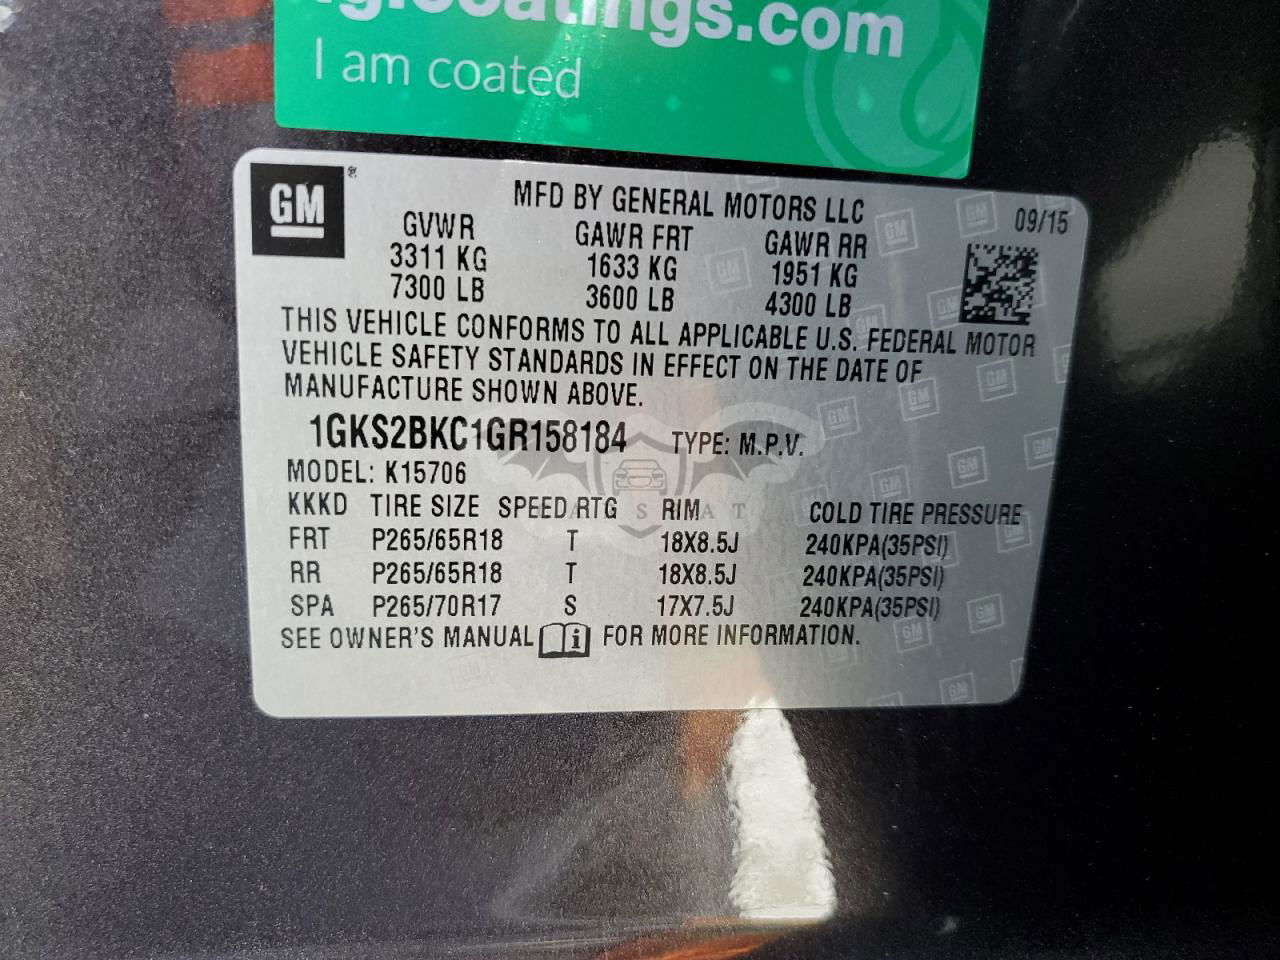 coatings.com
I am coated
GM ®
MFD BY GENERAL MOTORS LLC
09/15
GVWR GAWR FRT GAWR RR
3311 KG 1633 KG 1951 KG
7300 LB 3600 LB 4300 LB
THIS VEHICLE CONFORMS TO ALL APPLICABLE U.S. FEDERAL MOTOR
VEHICLE SAFETY STANDARDS IN EFFECT ON THE DATE OF
MANUFACTURE SHOWN ABOVE.
1GKS2BKC1GR158184 TYPE: M.P.V.
MODEL: K15706
KKKD TIRE SIZE SPEED RTG RIM COLD TIRE PRESSURE
FRT P265/65R18 T 18X8.5J 240KPA(35PSI)
RR P265/65R18 T 18X8.5J 240KPA(35PSI)
SPA P265/70R17 S 17X7.5J 240KPA(35PSI)
SEE OWNER'S MANUAL i FOR MORE INFORMATION.